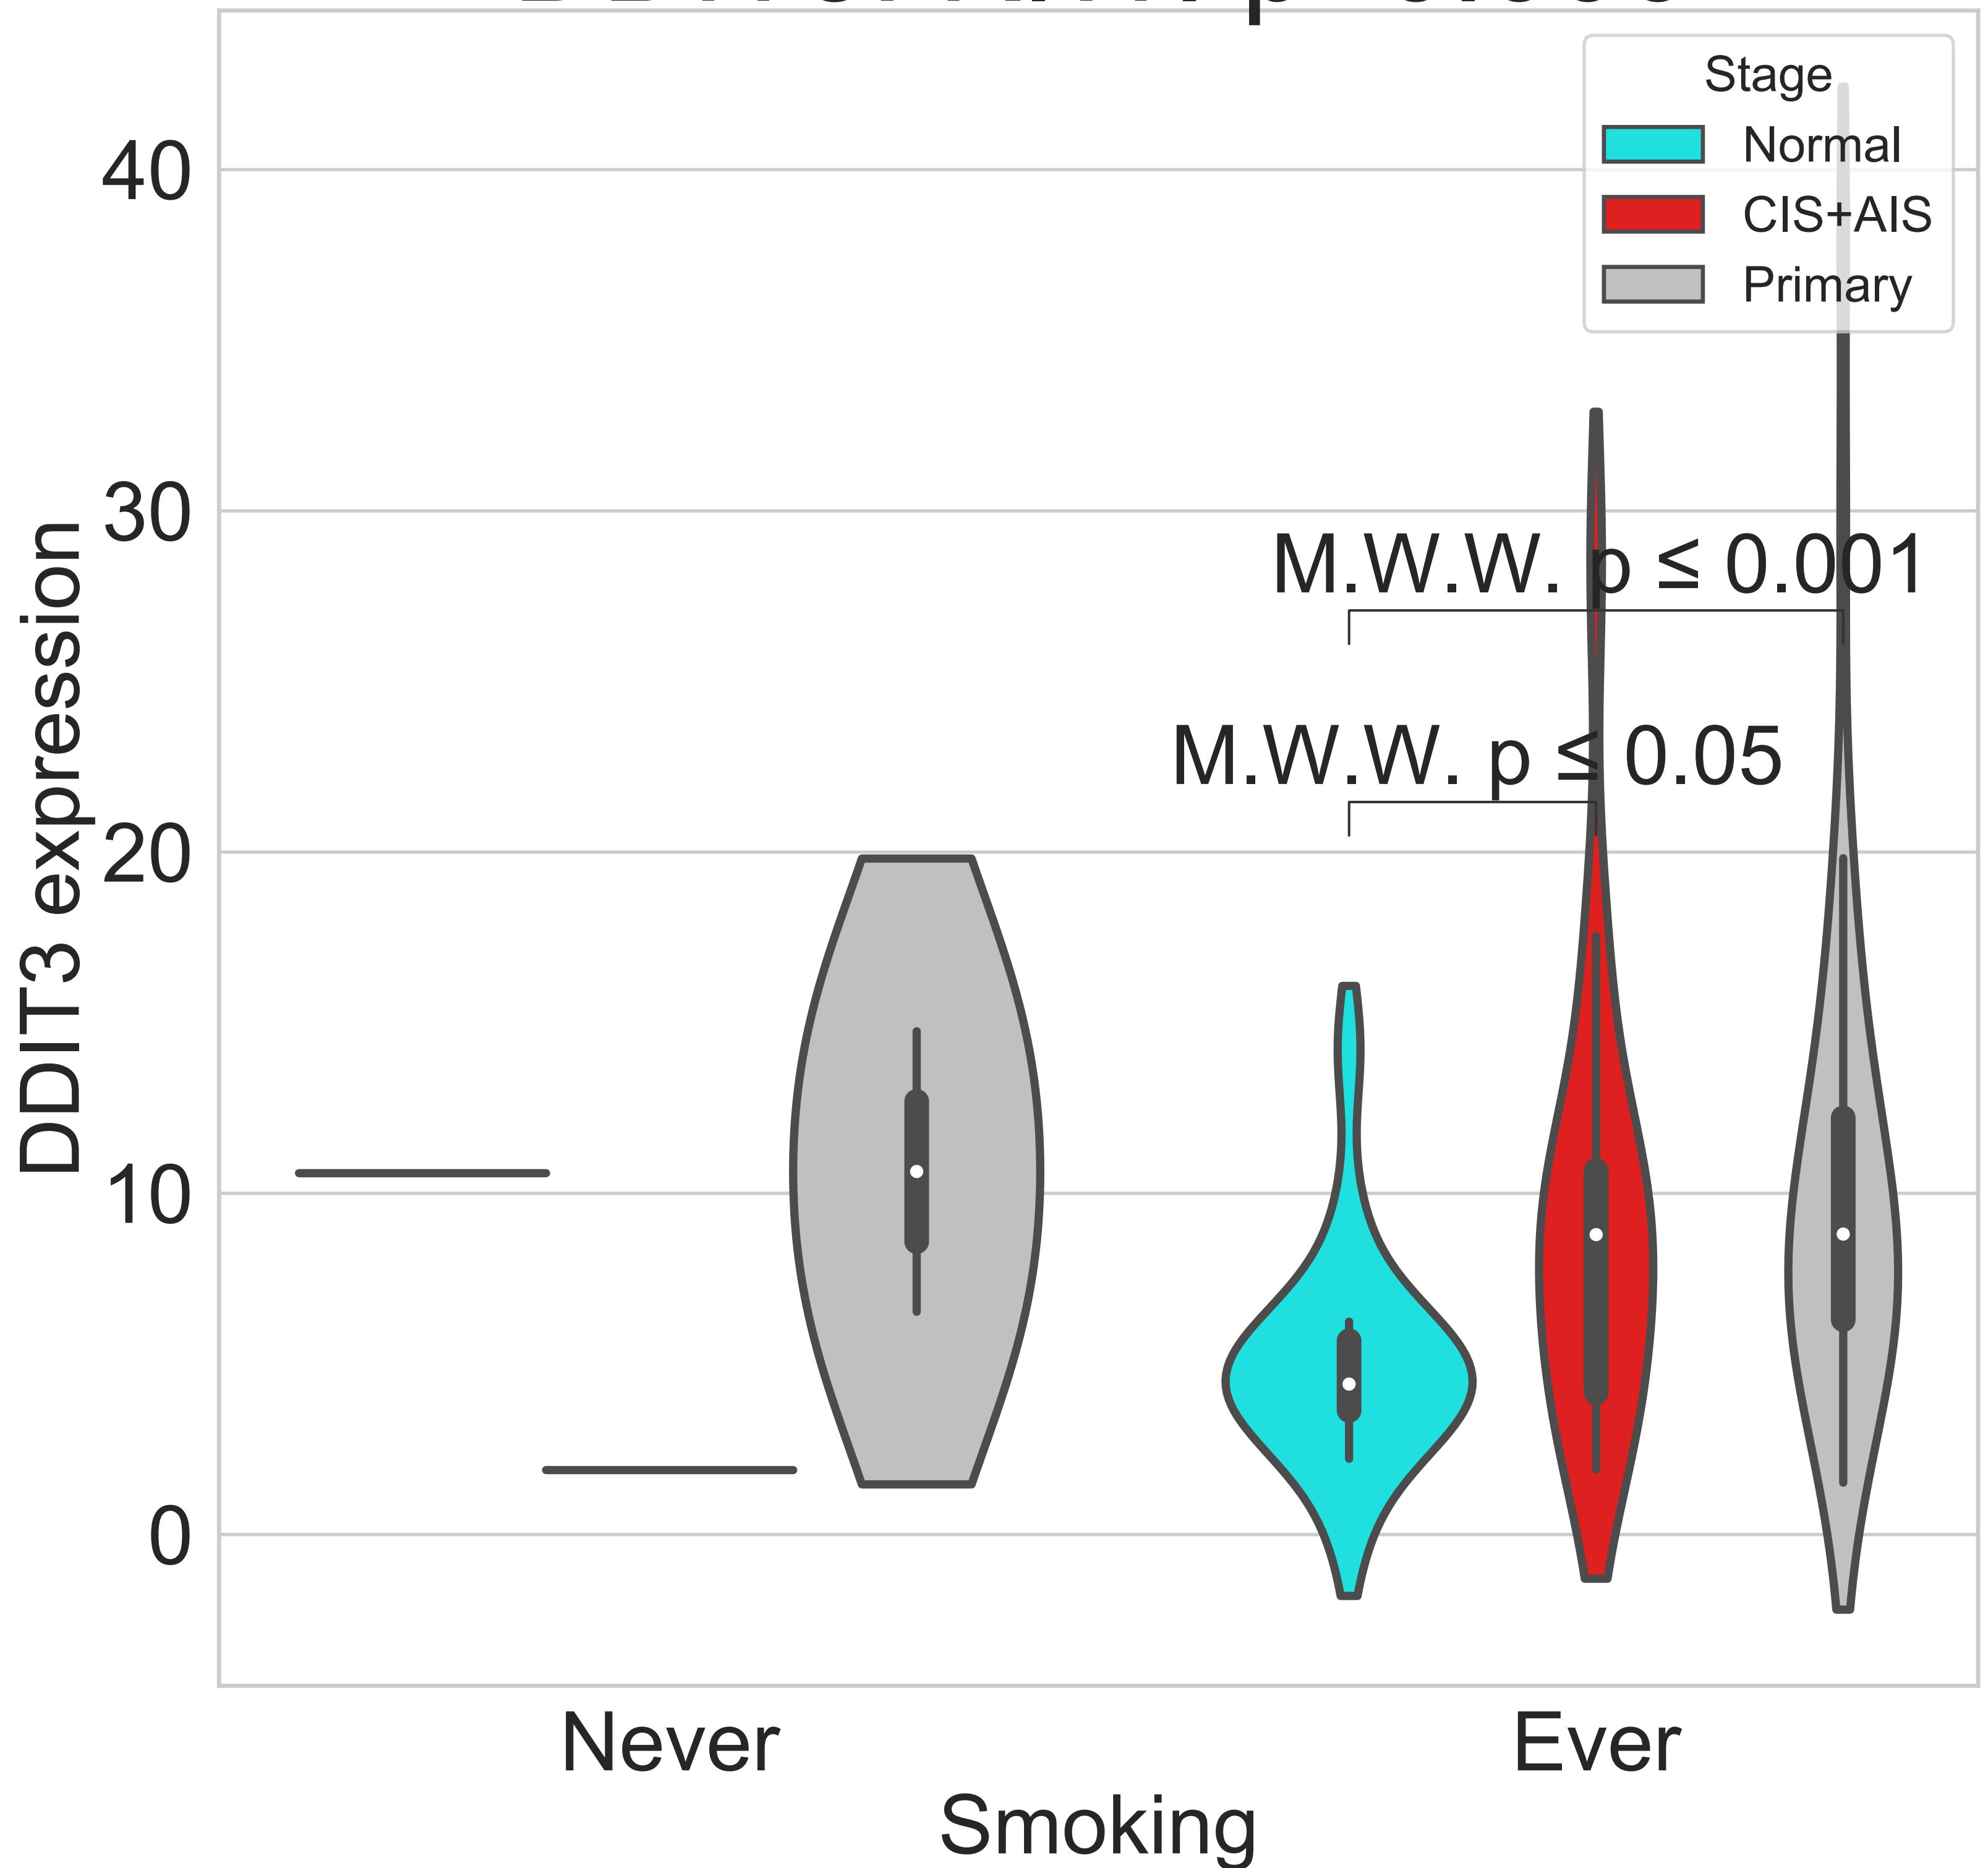 Stage
Normal
CIS+AIS
Primary
40
30
20
10
0
DDIT3 expression
M.W.W. p ≤ 0.001
M.W.W. p ≤ 0.05
Never
Ever
Smoking